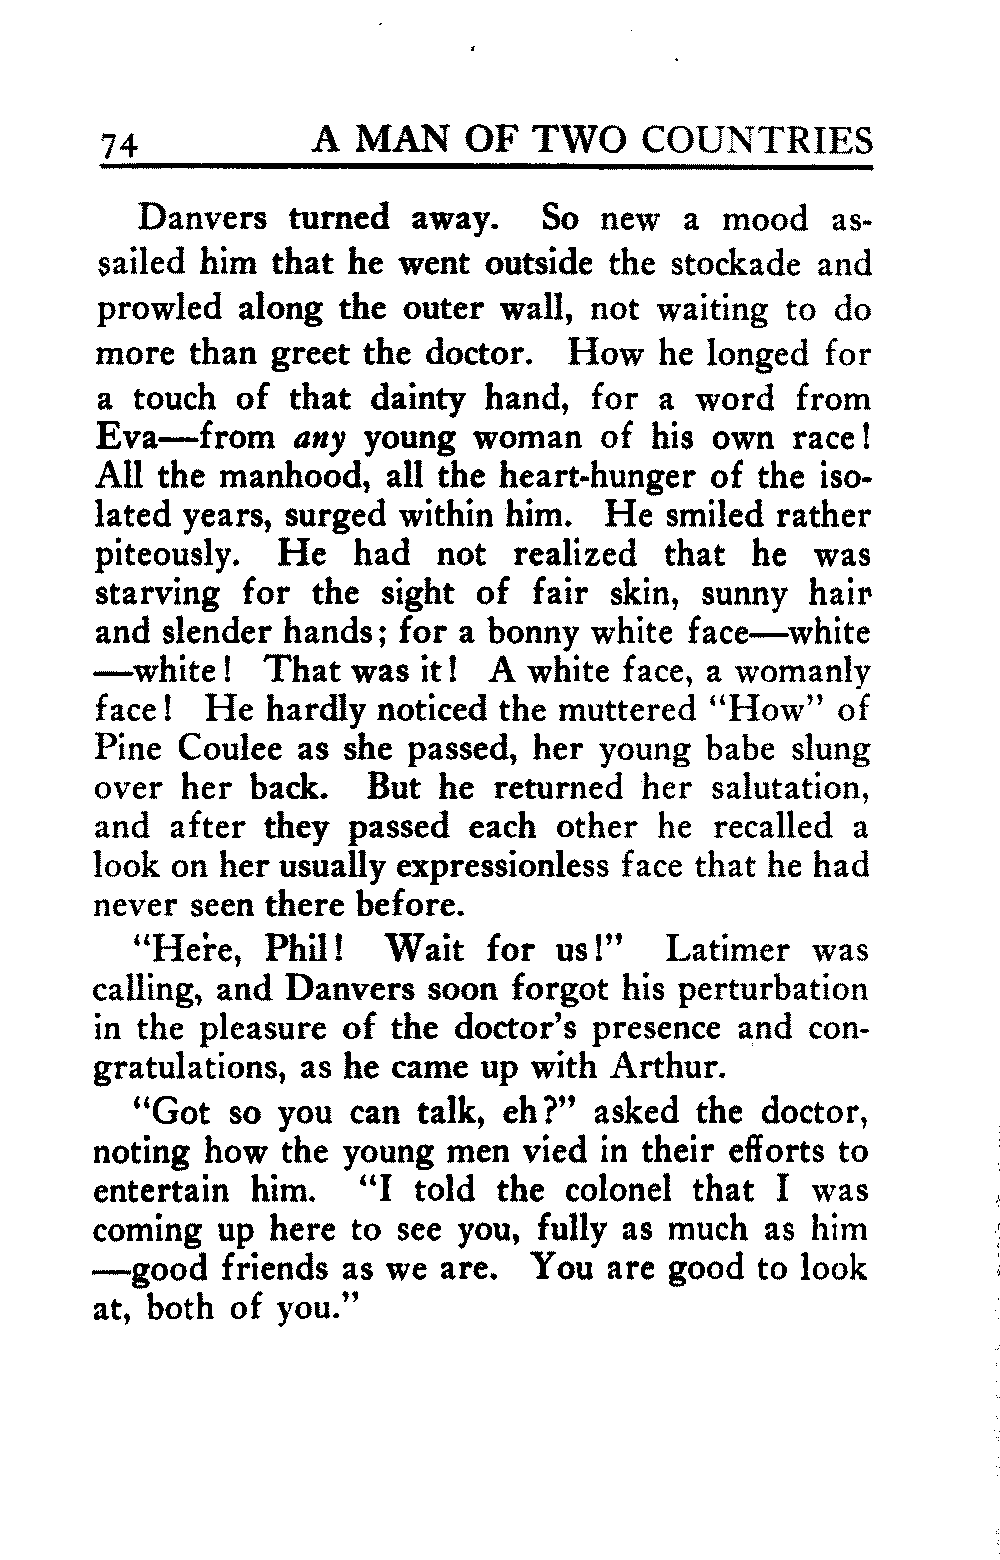 74 A MAN OF TWO COUNTRIES
Danvers turned away. So new a mood as-
sailed him that he went outside the stockade and
prowled along the outer wall, not waiting to do
more than greet the doctor. How he longed for
a touch of that dainty hand, for a word from
Eva—from any young woman of his own race!
All the manhood, all the heart-hunger of the iso-
lated years, surged within him. He smiled rather
piteously. He had not realized that he was
starving for the sight of fair skin, sunny hair
and slender hands; for a bonny white face—white
—white! That was it! A white face, a womanly
face! He hardly noticed the muttered "How" of
Pine Coulee as she passed, her young babe slung
over her back. But he returned her salutation,
and after they passed each other he recalled a
look on her usually expressionless face that he had
never seen there before.
"Here, Phil! Wait for us!" Latimer was
calling, and Danvers soon forgot his perturbation
in the pleasure of the doctor's presence and con-
gratulations, as he came up with Arthur.
"Got so you can talk, eh?" asked the doctor,
noting how the young men vied in their efforts to
entertain him. "I told the colonel that I was
coming up here to see you, fully as much as him
—good friends as we are. You are good to look
at, both of you."